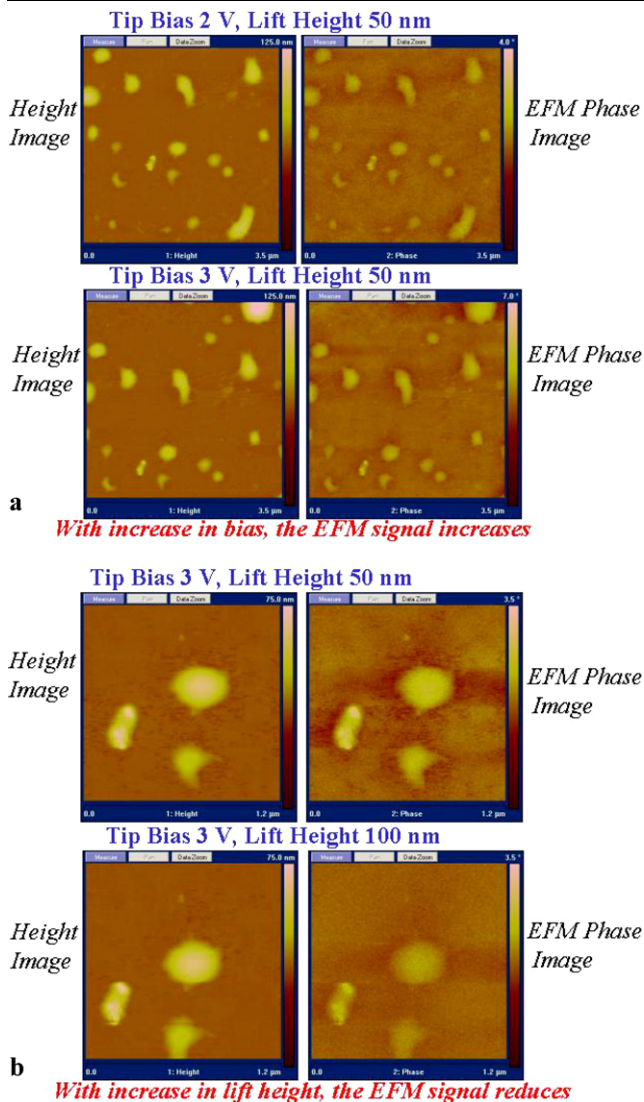 Tip Bias 2 V, Lift Height 50 nm
Measure Pan Data Zoom 125.0 nm
Measure Pan Data Zoom 4.0 °
Height
Image
EFM Phase
Image
0.0 1: Height 3.5 µm
0.0 2: Phase 3.5 µm
Tip Bias 3 V, Lift Height 50 nm
Measure Pan Data Zoom 125.0 nm
Measure Pan Data Zoom 7.0 °
Height
Image
EFM Phase
Image
0.0 1: Height 3.5 µm
0.0 2: Phase 3.5 µm
a
With increase in bias, the EFM signal increases
Tip Bias 3 V, Lift Height 50 nm
Measure Pan Data Zoom 75.0 nm
Measure Pan Data Zoom 3.5 °
Height
Image
EFM Phase
Image
0.0 1: Height 1.2 µm
0.0 2: Phase 1.2 µm
Tip Bias 3 V, Lift Height 100 nm
Measure Pan Data Zoom 75.0 nm
Measure Pan Data Zoom 3.5 °
Height
Image
EFM Phase
Image
0.0 1: Height 1.2 µm
0.0 2: Phase 1.2 µm
b
With increase in lift height, the EFM signal reduces